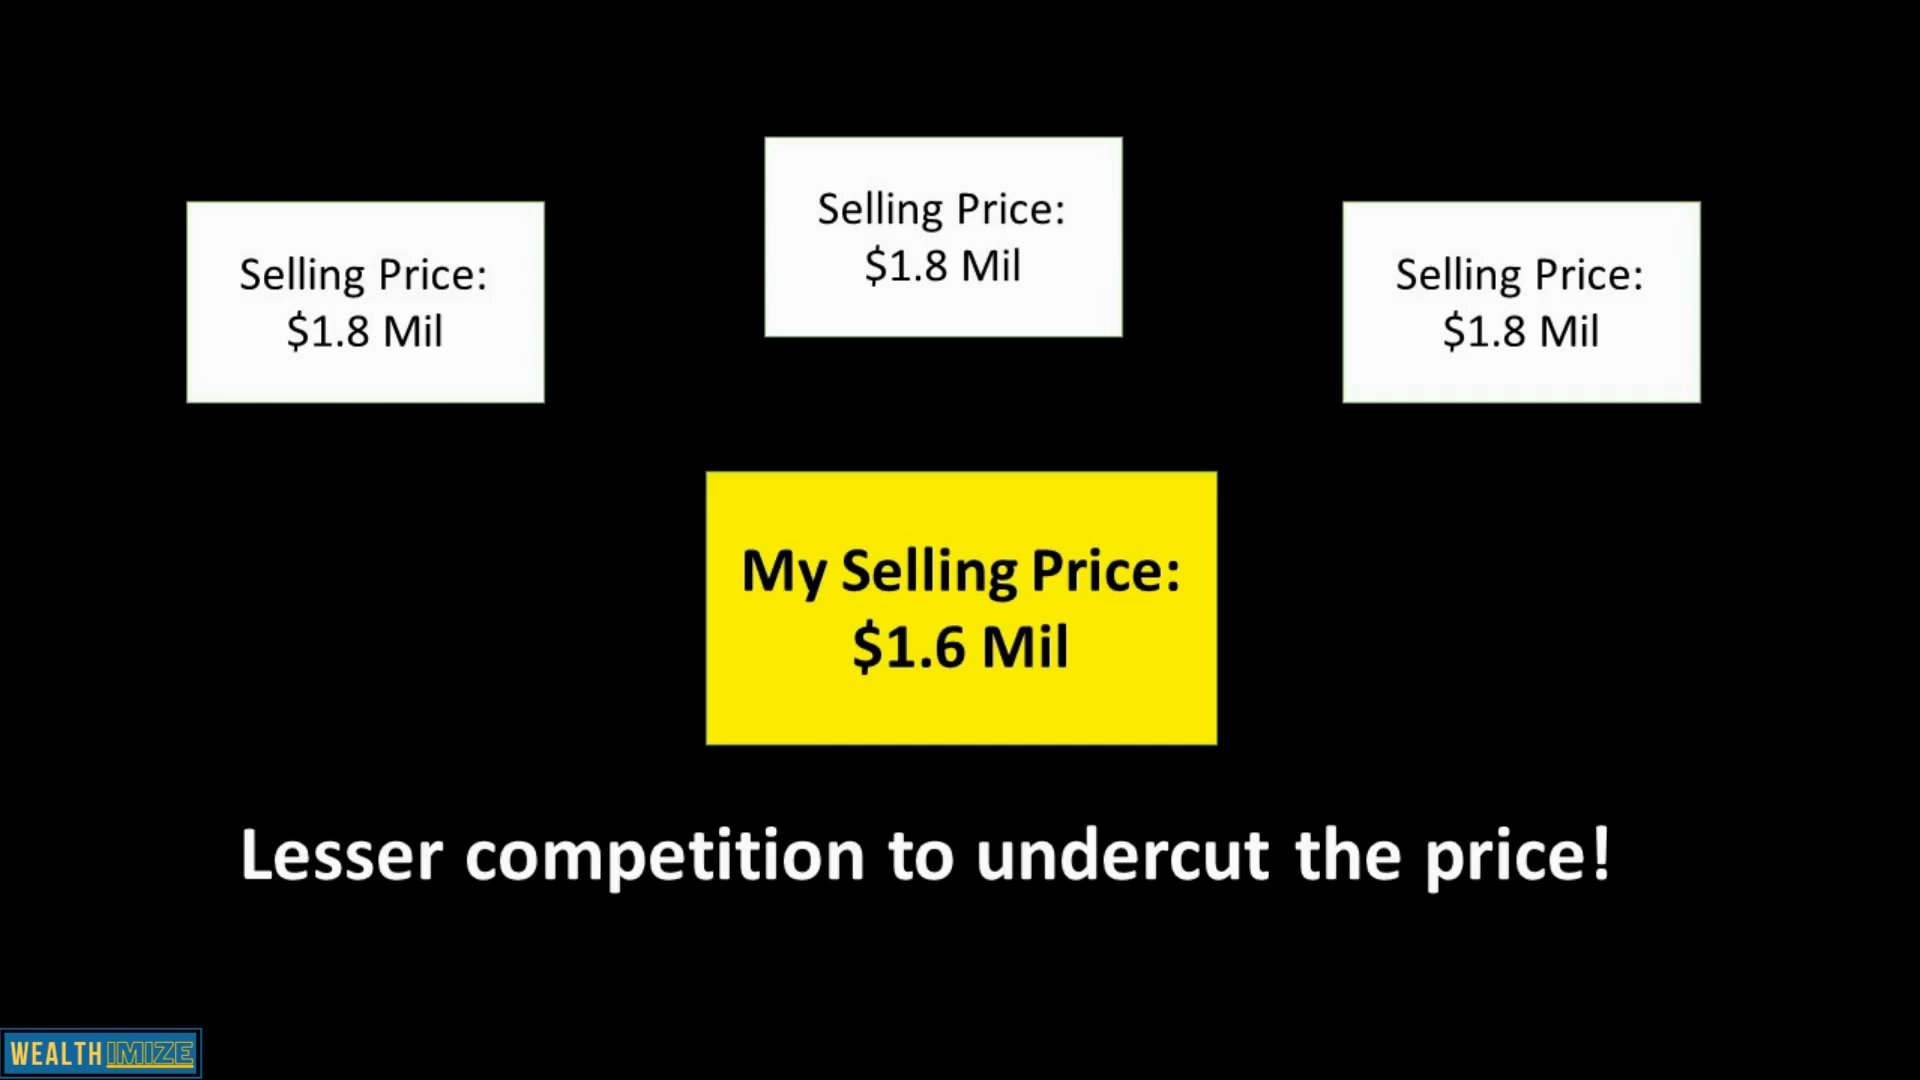 Selling Price:
$1.8 Mil
Selling Price:
$1.8 Mil
Selling Price:
$1.8 Mil
My Selling Price:
$1.6 Mil
Lesser competition to undercut the price!
WEALTHIMIZE